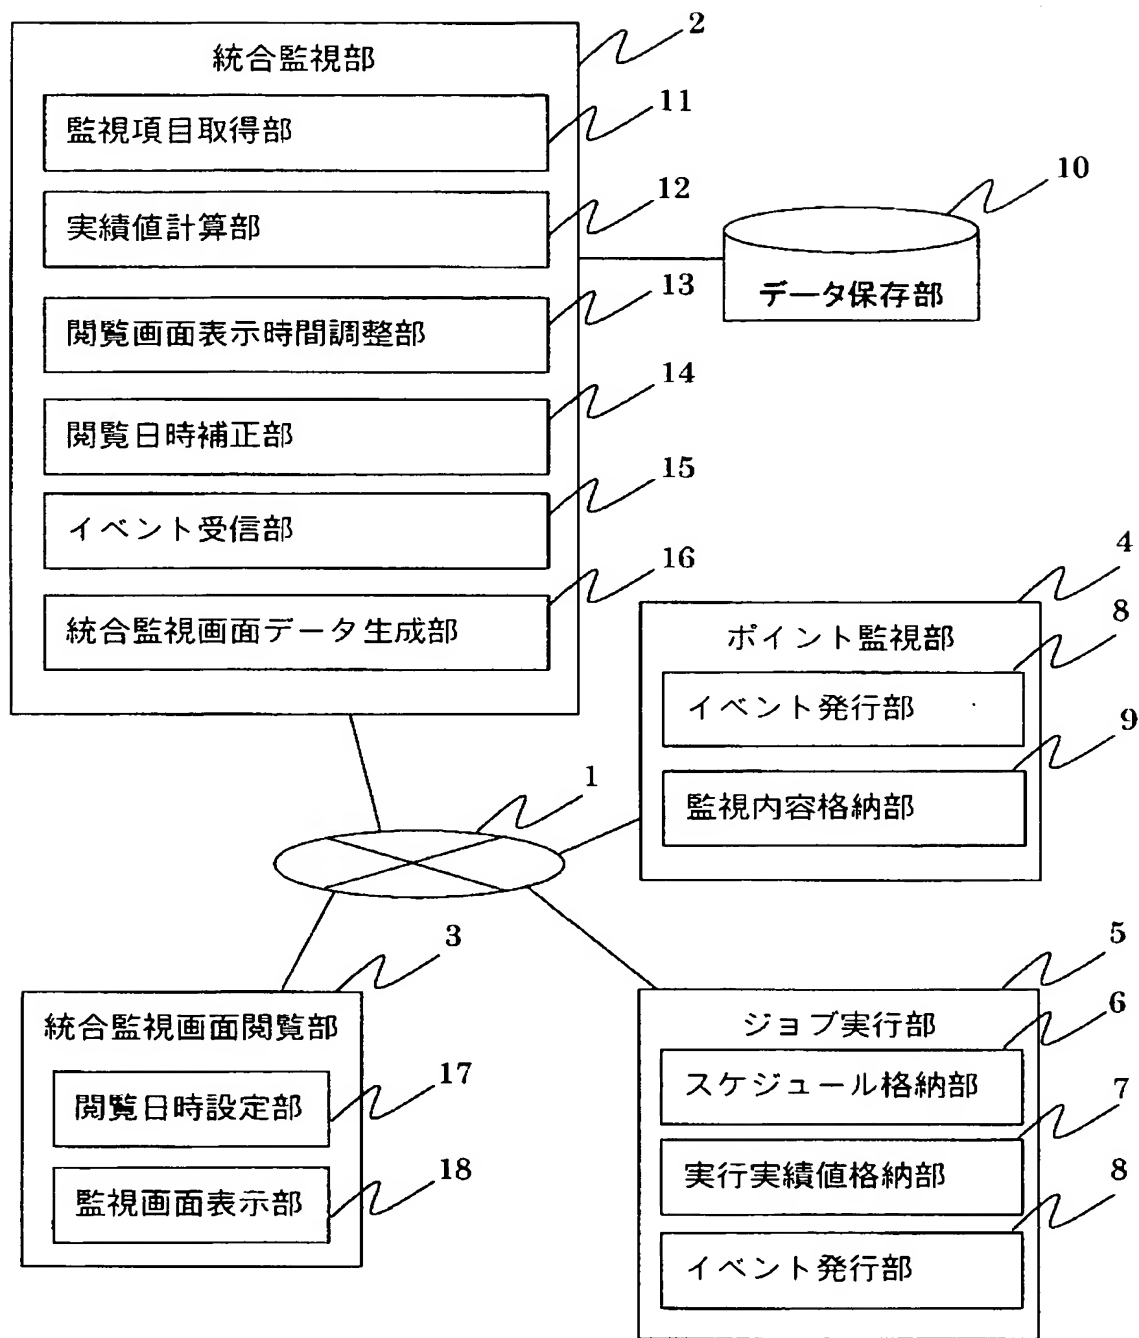 2
統合監視部
監視項目取得部
11
実績値計算部
12
閲覧画面表示時間調整部
13
閲覧日時補正部
14
イベント受信部
15
統合監視画面データ生成部
16
10
データ保存部
4
ポイント監視部
8
イベント発行部
9
監視内容格納部
1
3
統合監視画面閲覧部
17
閲覧日時設定部
18
監視画面表示部
5
ジョブ実行部
6
スケジュール格納部
7
実行実績値格納部
8
イベント発行部